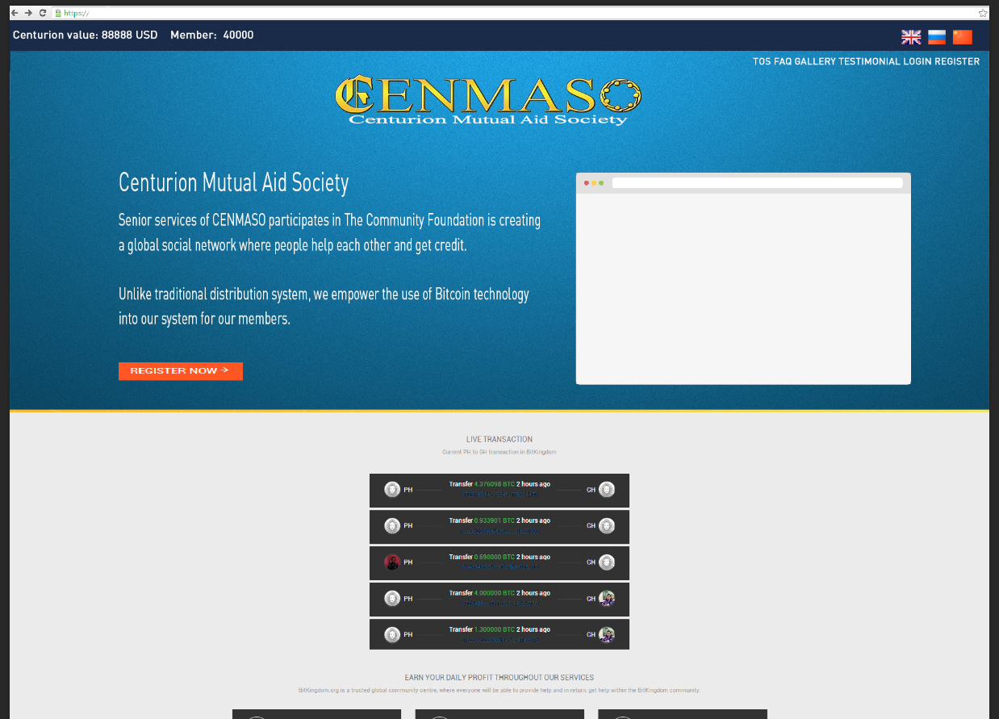 https://
Centurion value: 88888 USD Member: 40000
TOS FAQ GALLERY TESTIMONIAL LOGIN REGISTER
CENMASO
Centurion Mutual Aid Society
Centurion Mutual Aid Society
Senior services of CENMASO participates in The Community Foundation is creating
a global social network where people help each other and get credit.
Unlike traditional distribution system, we empower the use of Bitcoin technology
into our system for our members.
REGISTER NOW →
LIVE TRANSACTION
Current PH to GH transaction in BitKingdom
PH Transfer 4.376098 BTC 2 hours ago GH
PH Transfer 0.933901 BTC 2 hours ago GH
PH Transfer 0.690000 BTC 2 hours ago GH
PH Transfer 4.000000 BTC 2 hours ago GH
PH Transfer 1.300000 BTC 2 hours ago GH
EARN YOUR DAILY PROFIT THROUGHOUT OUR SERVICES
BitKingdom.org is a trusted global community centre, where everyone will be able to provide help and in return, get help within the BitKingdom community.